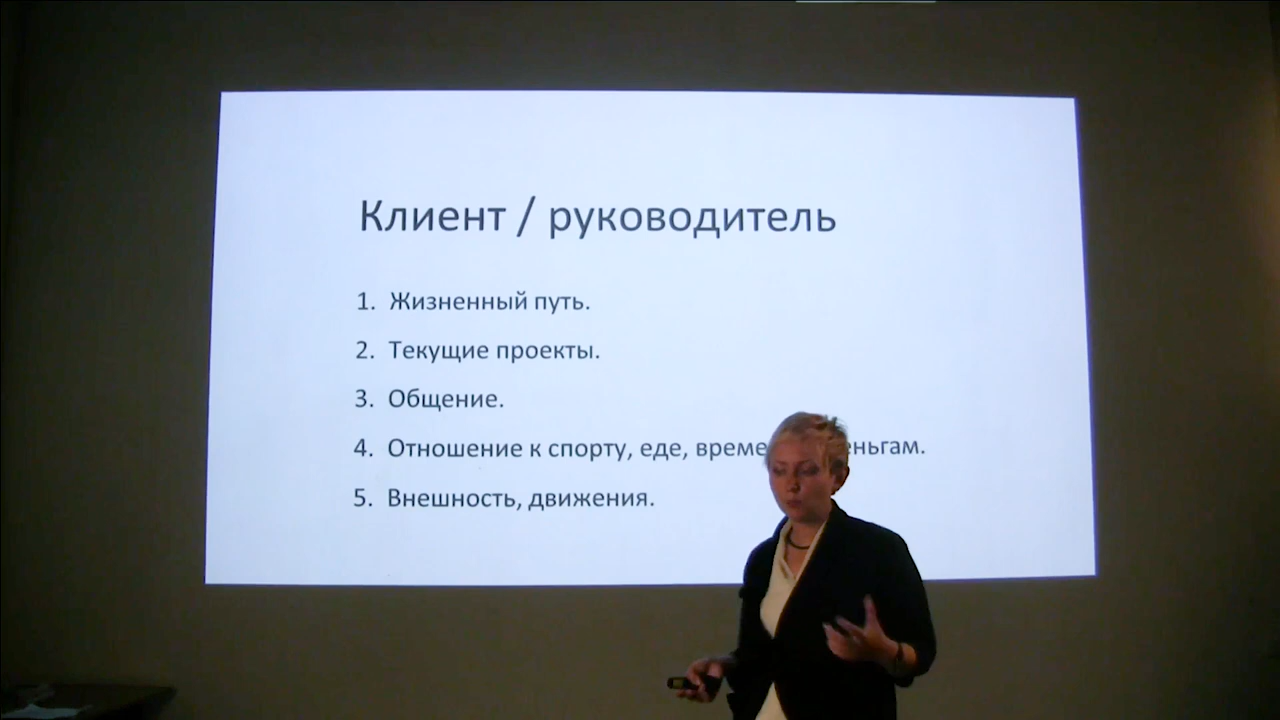 Клиент / руководитель
1. Жизненный путь.
2. Текущие проекты.
3. Общение.
4. Отношение к спорту, еде,
5. Внешность, движения.